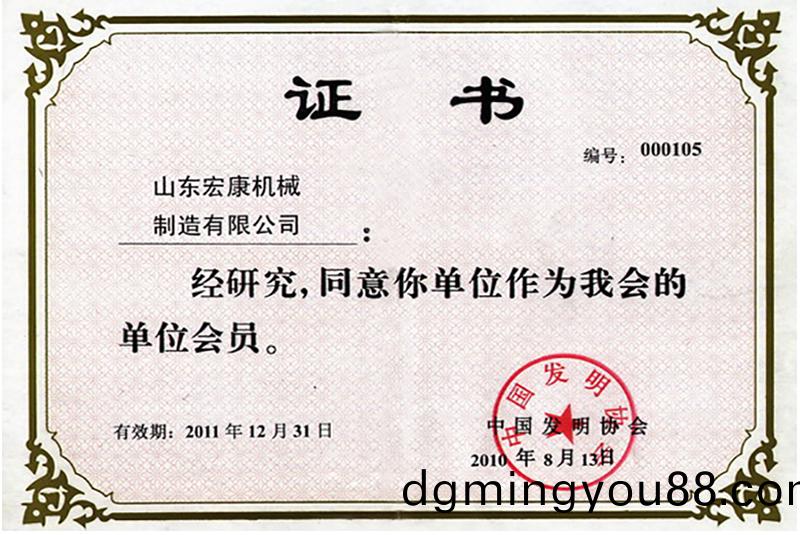 证 书
编号: 000105
山东宏康机械
制造有限公司:
经研究,同意你单位作为我会的
单位会员。
中国发明协会
有效期: 2011 年 12 月 31 日
中国发明协会
2010 年 8 月 13 日
dgmingyou88.com